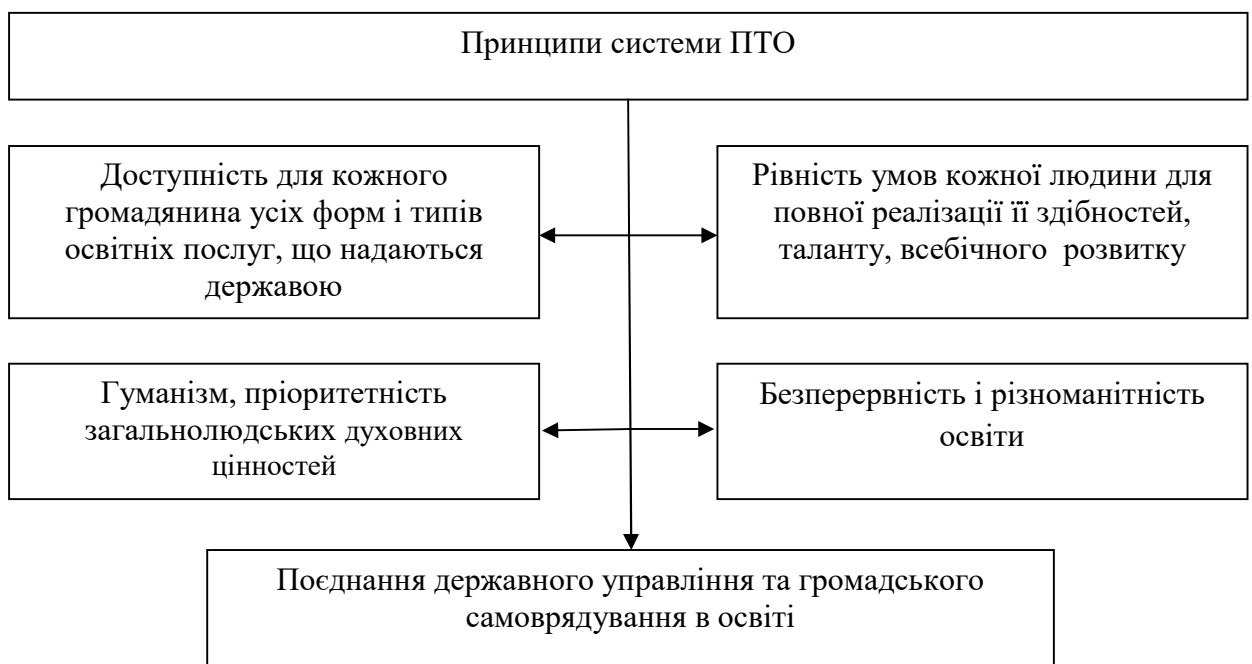 Принципи системи ПТО
Доступність для кожного
громадянина усіх форм і типів
освітніх послуг, що надаються
державою
Рівність умов кожної людини для
повної реалізації її здібностей,
таланту, всебічного розвитку
Гуманізм, пріоритетність
загальнолюдських духовних
цінностей
Безперервність і різноманітність
освіти
Поєднання державного управління та громадського
самоврядування в освіті